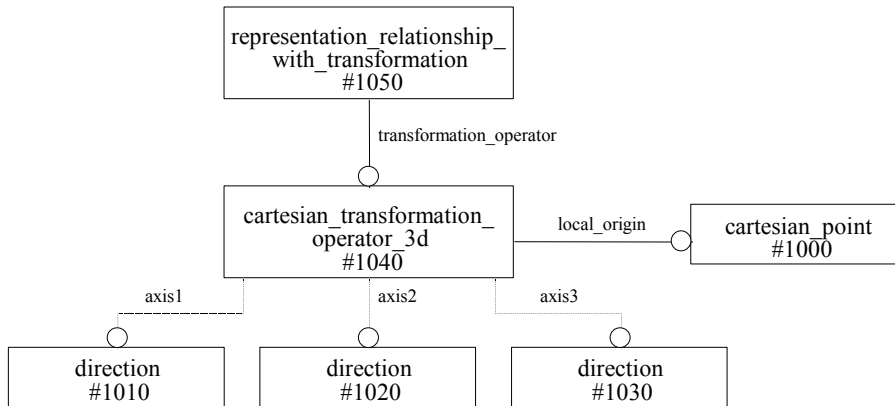 representation_relationship_
with_transformation
#1050
transformation_operator
cartesian_transformation_
operator_3d
#1040
local_origin
cartesian_point
#1000
axis1
axis2
axis3
direction
#1010
direction
#1020
direction
#1030